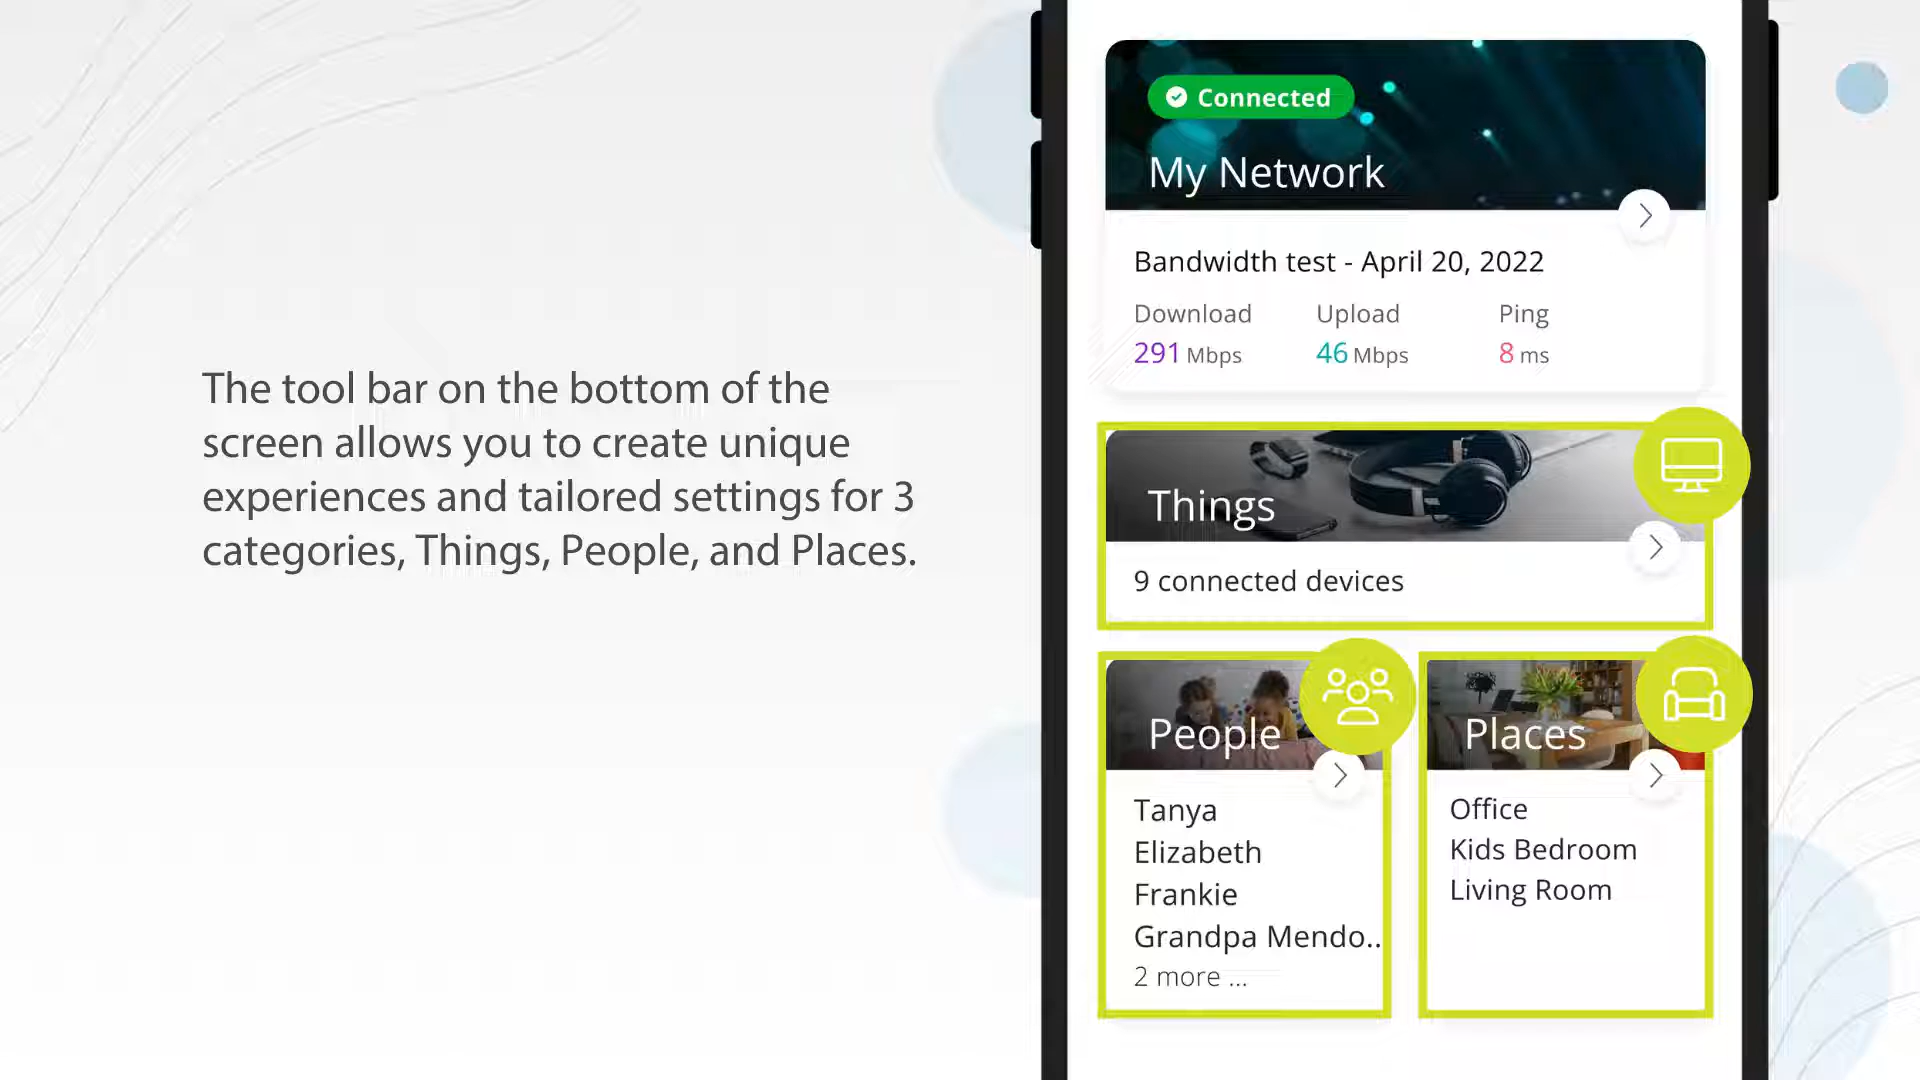 The tool bar on the bottom of the
screen allows you to create unique
experiences and tailored settings for 3
categories, Things, People, and Places.
Connected
My Network
Bandwidth test - April 20, 2022
Download Upload Ping
291 Mbps 46 Mbps 8 ms
Things
9 connected devices
People
Tanya
Elizabeth
Frankie
Grandpa Mendo..
2 more ...
Places
Office
Kids Bedroom
Living Room